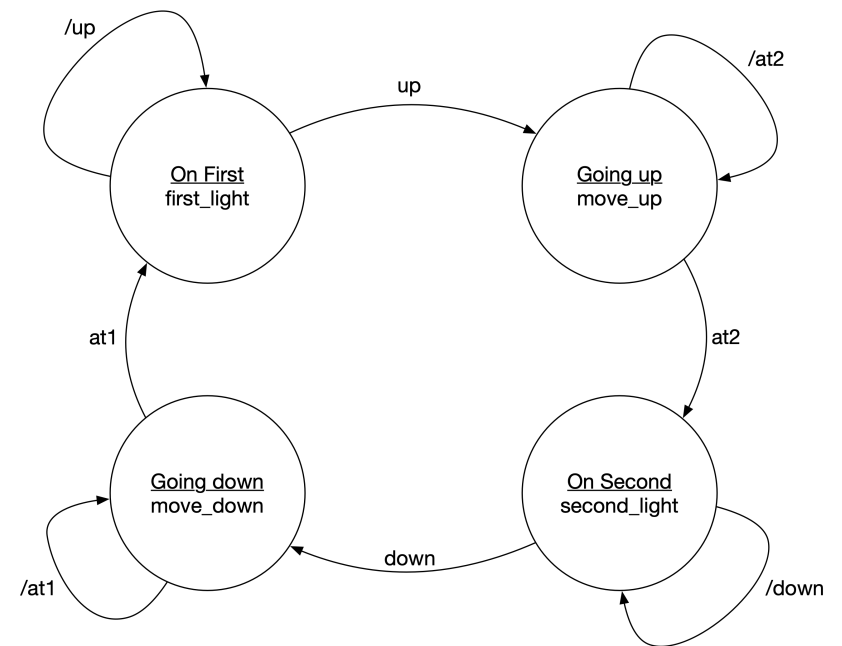 /up
/at2
up
On First
first_light
Going up
move_up
at1
at2
Going down
move_down
On Second
second_light
down
/at1
/down